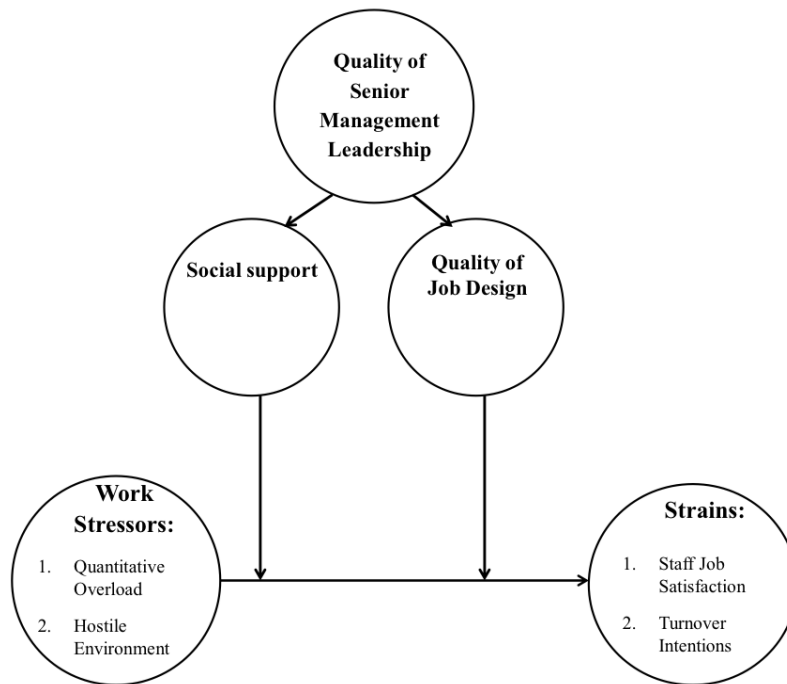 Quality of
Senior
Management
Leadership
Social support
Quality of
Job Design
Work
Stressors:
1. Quantitative
Overload
2. Hostile
Environment
Strains:
1. Staff Job
Satisfaction
2. Turnover
Intentions